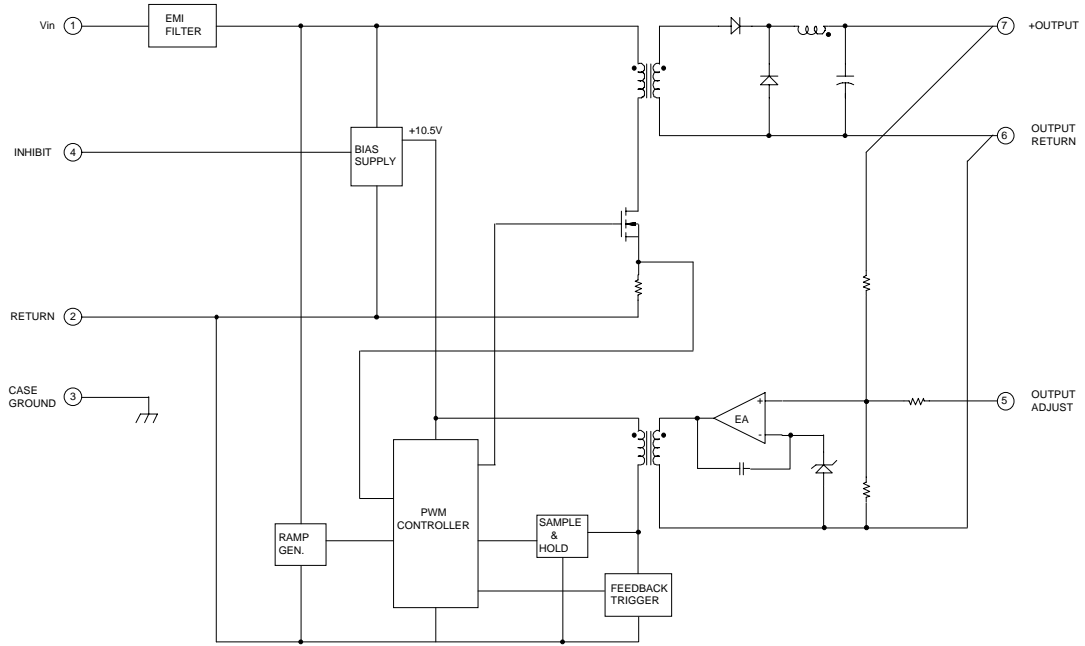 Vin
1
EMI
FILTER
7
+OUTPUT
+10.5V
6
OUTPUT
RETURN
INHIBIT
4
BIAS
SUPPLY
RETURN
2
CASE
GROUND
3
5
OUTPUT
ADJUST
+
EA
-
PWM
CONTROLLER
SAMPLE
&
HOLD
RAMP
GEN.
FEEDBACK
TRIGGER